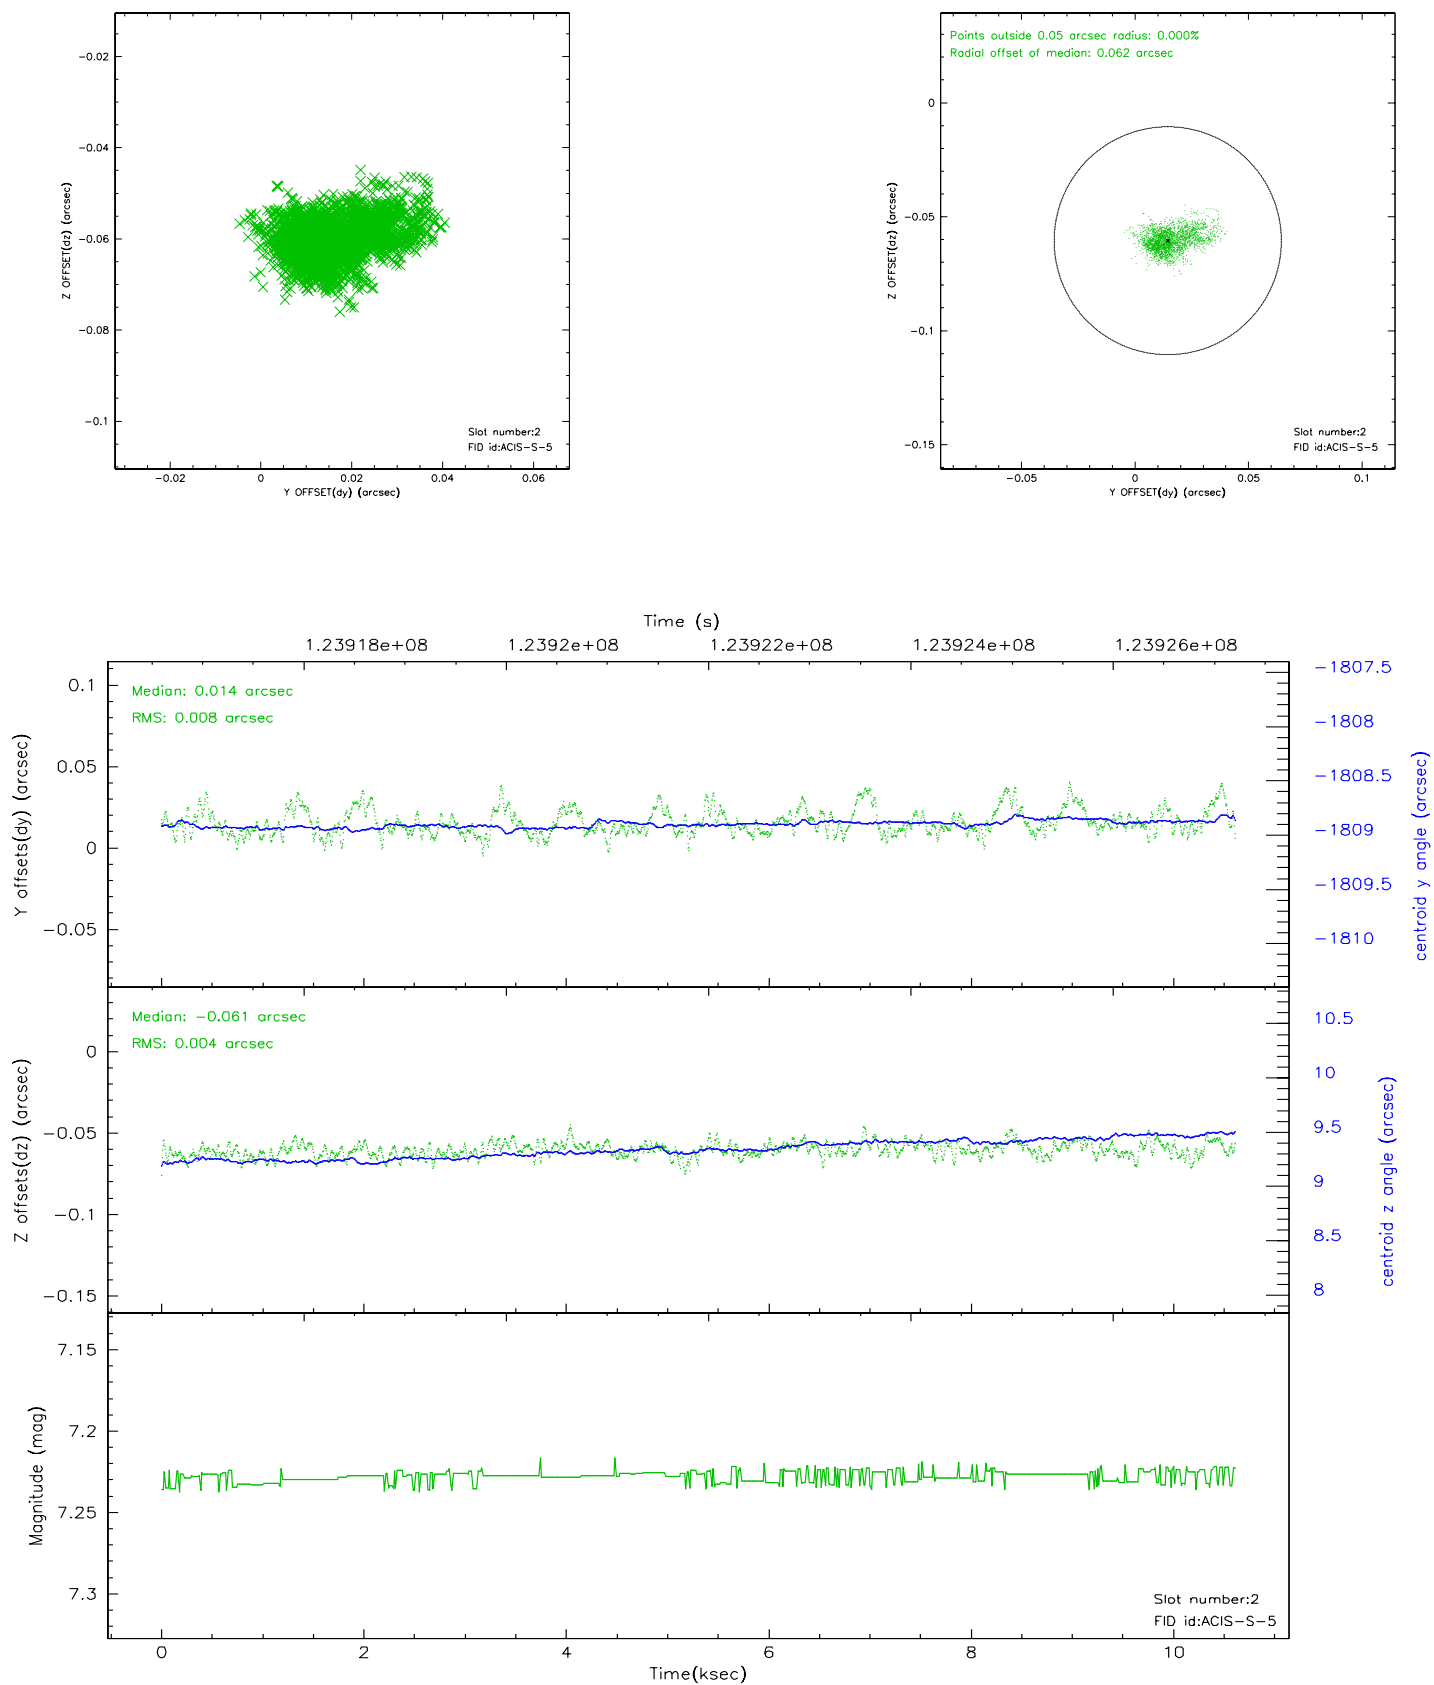 −0.02
−0.04
−0.06
−0.08
−0.1
Z OFFSET(dz) (arcsec)
Slot number:2
FID id:ACIS−S−5
−0.02 0 0.02 0.04 0.06
Y OFFSET(dy) (arcsec)
Points outside 0.05 arcsec radius: 0.000%
Radial offset of median: 0.062 arcsec
0
−0.05
−0.1
−0.15
Z OFFSET(dz) (arcsec)
Slot number:2
FID id:ACIS−S−5
−0.05 0 0.05 0.1
Y OFFSET(dy) (arcsec)
Time (s)
1.23918e+08 1.2392e+08 1.23922e+08 1.23924e+08 1.23926e+08
Median: 0.014 arcsec
RMS: 0.008 arcsec
0.1
0.05
0
−0.05
Y offsets(dy) (arcsec)
−1807.5
−1808
−1808.5
−1809
−1809.5
−1810
centroid y angle (arcsec)
Median: −0.061 arcsec
RMS: 0.004 arcsec
0
−0.05
−0.1
−0.15
Z offsets(dz) (arcsec)
10.5
10
9.5
9
8.5
8
centroid z angle (arcsec)
7.15
7.2
7.25
7.3
Magnitude (mag)
Slot number:2
FID id:ACIS−S−5
0 2 4 6 8 10
Time(ksec)